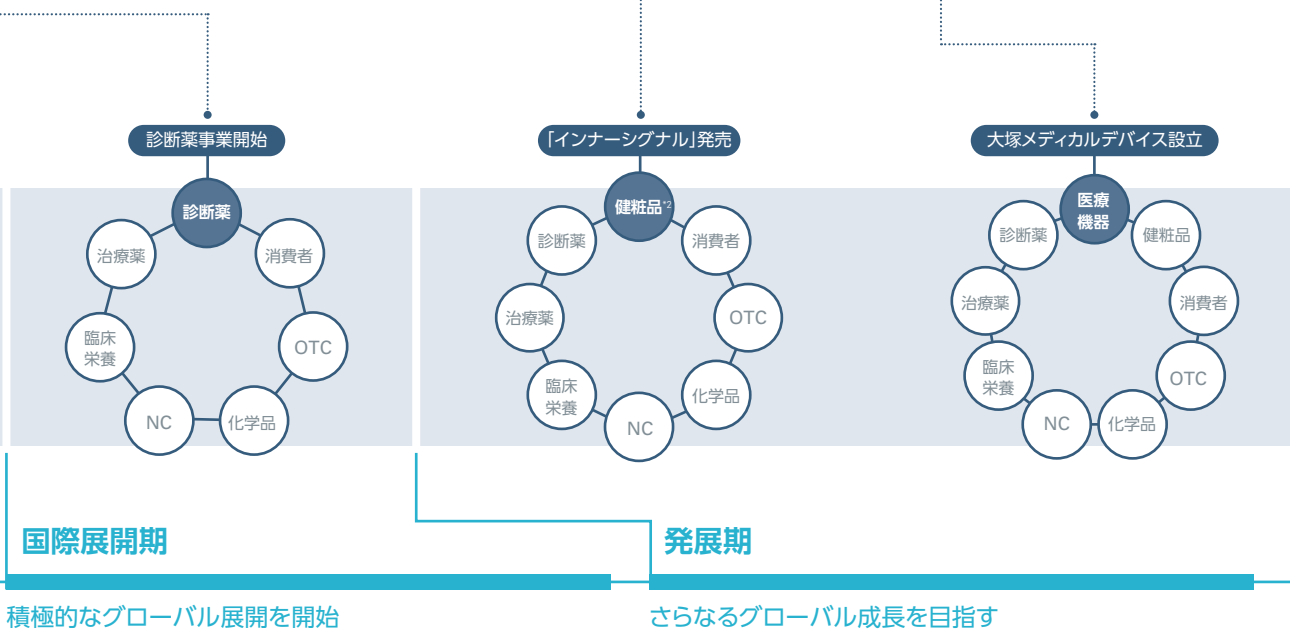 診断薬事業開始
診断薬
治療薬
消費者
臨床
栄養
OTC
NC
化学品
「インナーシグナル」発売
健粧品*2
診断薬
消費者
治療薬
OTC
臨床
栄養
化学品
NC
大塚メディカルデバイス設立
医療
機器
診断薬
健粧品
治療薬
消費者
臨床
栄養
OTC
NC
化学品
国際展開期
積極的なグローバル展開を開始
発展期
さらなるグローバル成長を目指す